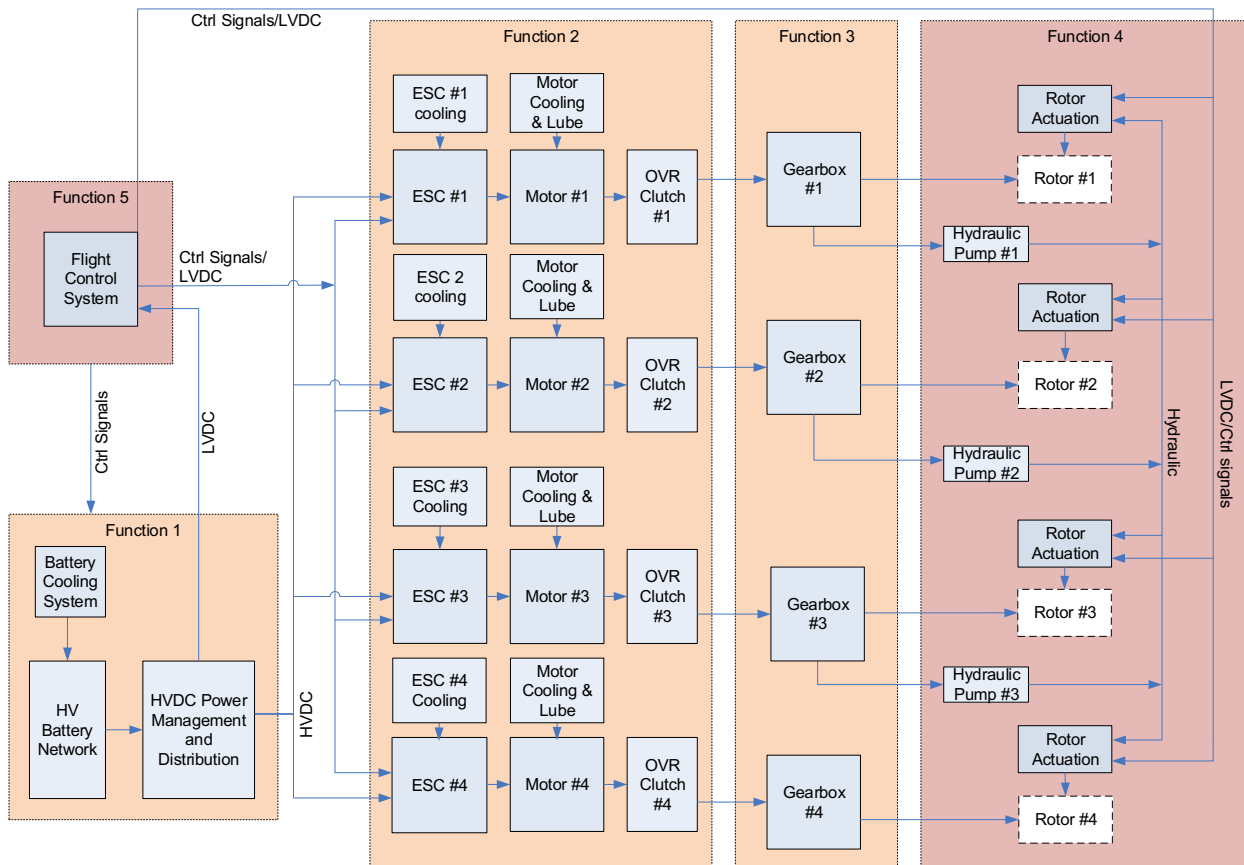 Ctrl Signals/LVDC
Function 2
Function 3
Function 4
ESC #1
cooling
Motor
Cooling
& Lube
Rotor
Actuation
ESC #1
Motor #1
OVR
Clutch
#1
Gearbox
#1
Rotor #1
Function 5
Flight
Control
System
Ctrl Signals/
LVDC
Hydraulic
Pump #1
ESC 2
cooling
Motor
Cooling &
Lube
Rotor
Actuation
ESC #2
Motor #2
OVR
Clutch
#2
Gearbox
#2
Rotor #2
Ctrl Signals
LVDC
Hydraulic
LVDC/Ctrl signals
Hydraulic
Pump #2
ESC #3
Cooling
Motor
Cooling &
Lube
Rotor
Actuation
Function 1
Battery
Cooling
System
ESC #3
Motor #3
OVR
Clutch
#3
Gearbox
#3
Rotor #3
HV
Battery
Network
HVDC Power
Management
and
Distribution
HVDC
ESC #4
Cooling
Motor
Cooling &
Lube
Hydraulic
Pump #3
Rotor
Actuation
ESC #4
Motor #4
OVR
Clutch
#4
Gearbox
#4
Rotor #4